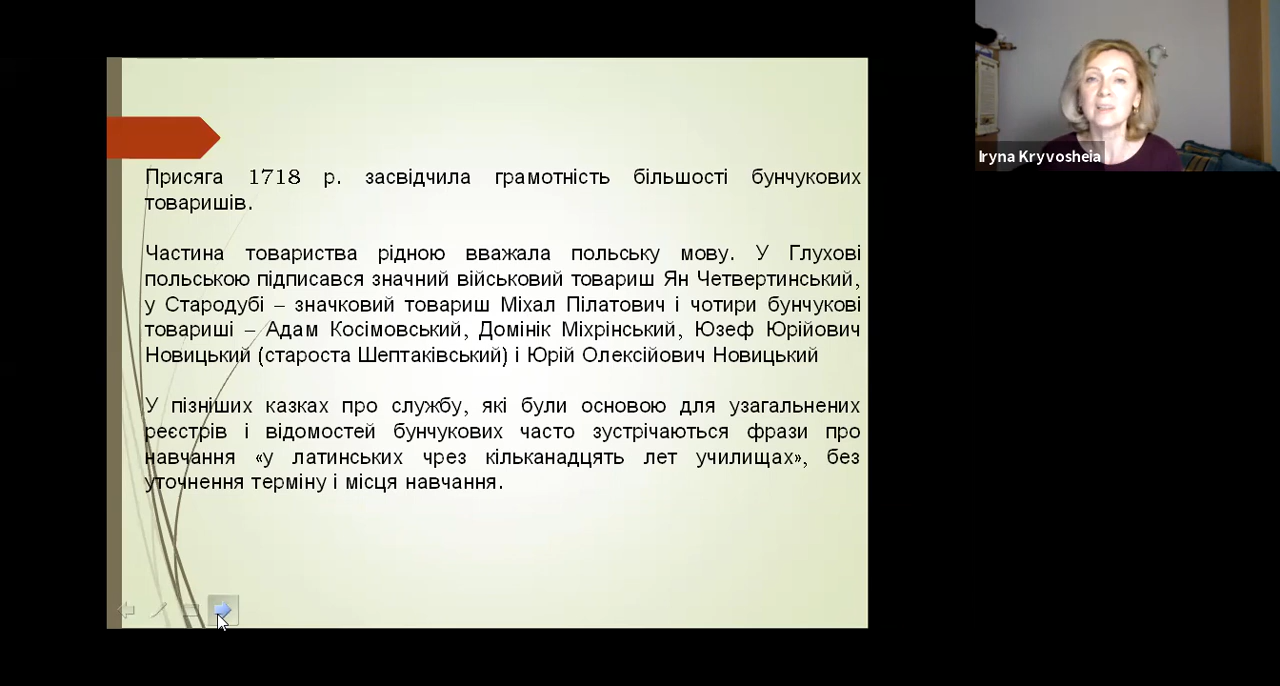 Присяга 1718 р. засвідчила грамотність більшості бунчукових
товаришів.
Частина товариства рідною вважала польську мову. У Глухові
польською підписався значний військовий товариш Ян Четвертинський,
у Стародубі – значковий товариш Міхал Пілатович і чотири бунчукові
товариші – Адам Косімовський, Домінік Міхрінський, Юзеф Юрійович
Новицький (староста Шептаківський) і Юрій Олексійович Новицький
У пізніших казках про службу, які були основою для узагальнених
реєстрів і відомостей бунчукових часто зустрічаються фрази про
навчання «у латинських чрез кільканадцять лет училищах», без
уточнення терміну і місця навчання.
Iryna Kryvosheia